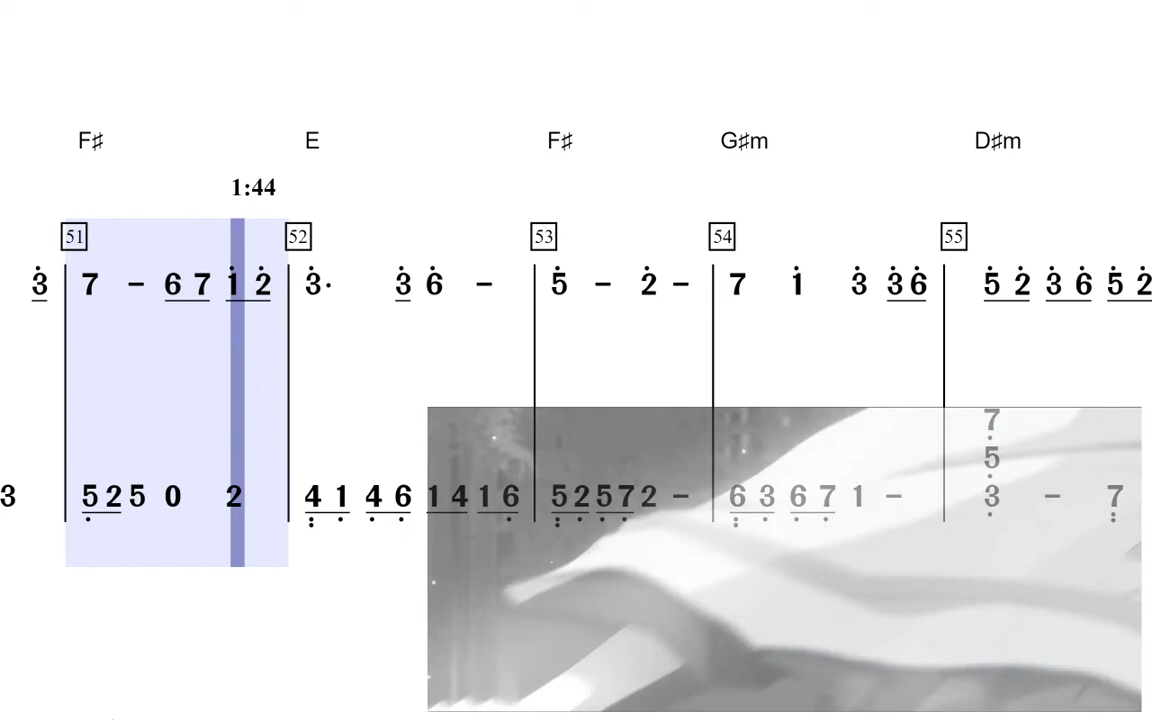 F♯ E F♯ G♯m D♯m
1:44
51 52 53 54 55
3̇ | 7 - 6 7 1̇ 2̇ | 3̇· 3̇ 6̇ - | 5̇ - 2̇ - | 7 1̇ 3̇ 3̇ 6̇ | 5̇ 2̇ 3̇ 6̇ 5̇ 2̇
7̣
5̣
3 | 5̣ 2 5 0 2 | 4̤ 1̣ 4̣ 6̣ 1 4 1 6̣ | 5̤ 2̣ 5̣ 7̣ 2 - | 6̤ 3̣ 6̣ 7̣ 1 - | 3̣ - 7̤